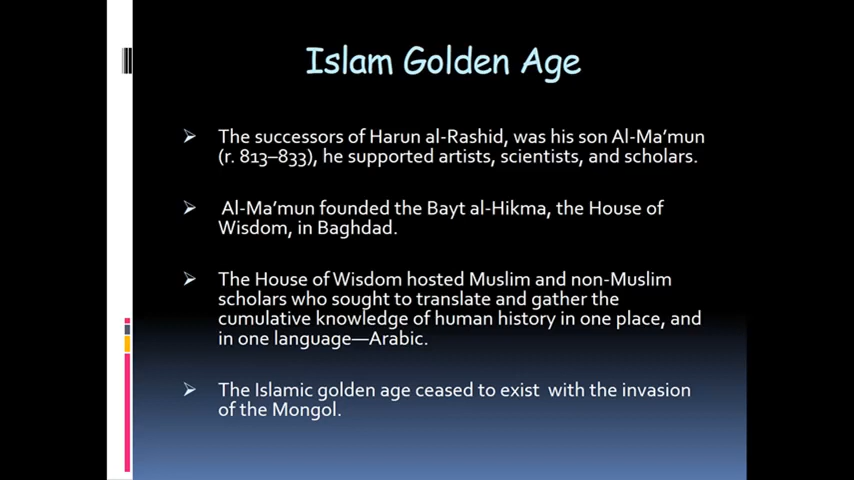 Islam Golden Age
➢ The successors of Harun al-Rashid, was his son Al-Ma’mun
(r. 813–833), he supported artists, scientists, and scholars.
➢ Al-Ma’mun founded the Bayt al-Hikma, the House of
Wisdom, in Baghdad.
➢ The House of Wisdom hosted Muslim and non-Muslim
scholars who sought to translate and gather the
cumulative knowledge of human history in one place, and
in one language—Arabic.
➢ The Islamic golden age ceased to exist with the invasion
of the Mongol.